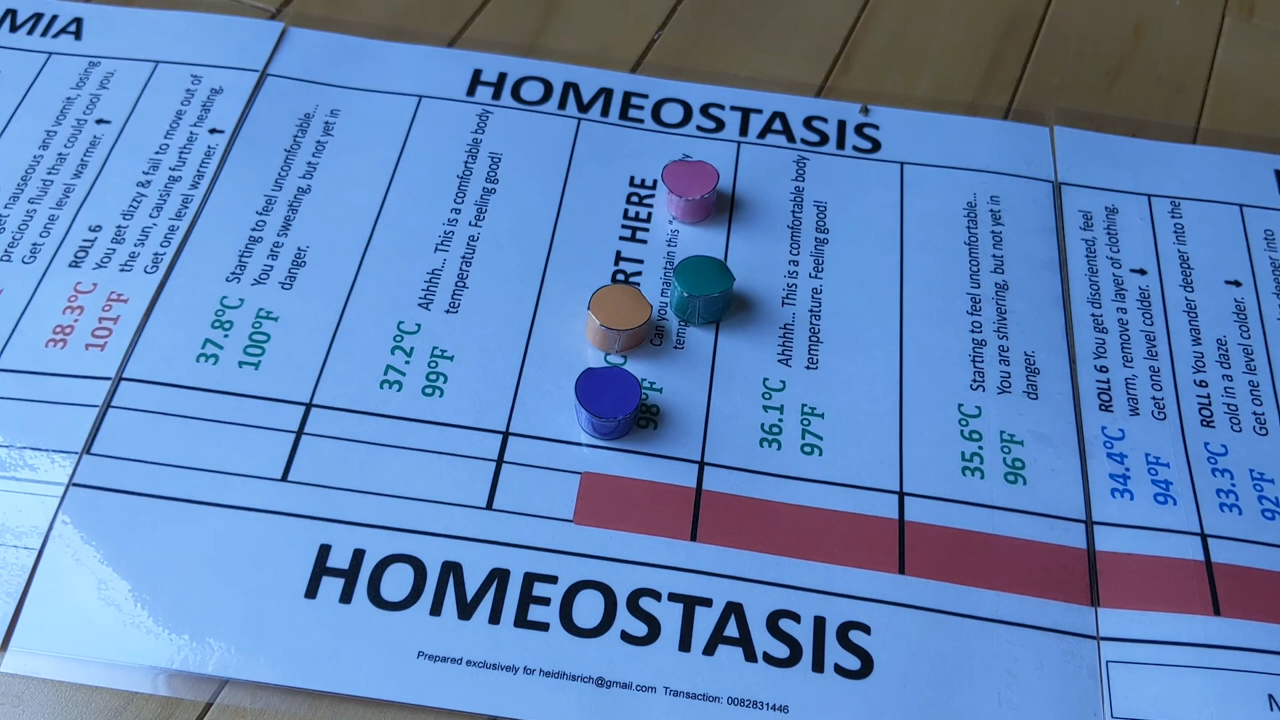 MIA
HOMEOSTASIS
get nauseous and vomit, losing
precious fluid that could cool you.
Get one level warmer. ⬆
38.3°C
101°F
ROLL 6
You get dizzy & fail to move out of
the sun, causing further heating.
Get one level warmer. ⬆
37.8°C
100°F
Starting to feel uncomfortable...
You are sweating, but not yet in
danger.
37.2°C
99°F
Ahhhh... This is a comfortable body
temperature. Feeling good!
RT HERE
Can you maintain this
temp
98°F
36.1°C
97°F
Ahhhh... This is a comfortable body
temperature. Feeling good!
35.6°C
96°F
Starting to feel uncomfortable...
You are shivering, but not yet in
danger.
34.4°C
94°F
ROLL 6 You get disoriented, feel
warm, remove a layer of clothing.
Get one level colder. ⬇
33.3°C
92°F
ROLL 6 You wander deeper into the
cold in a daze.
Get one level colder. ⬇
deeper into
HOMEOSTASIS
Prepared exclusively for heidihisrich@gmail.com Transaction: 0082831446